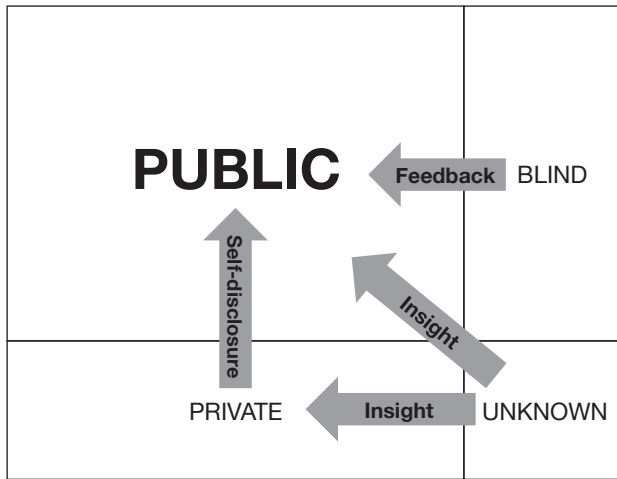 PUBLIC
Feedback
BLIND
Self-disclosure
Insight
PRIVATE
Insight
UNKNOWN